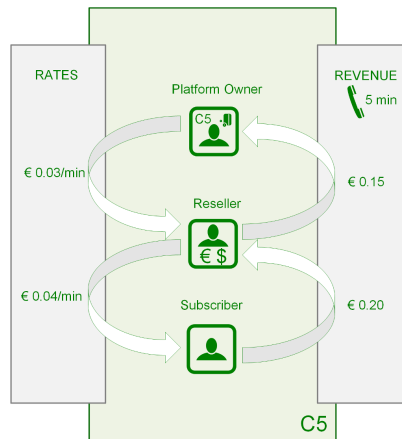 RATES
REVENUE
5 min
Platform Owner
C5
€ 0.03/min
€ 0.15
Reseller
€ $
€ 0.04/min
€ 0.20
Subscriber
C5